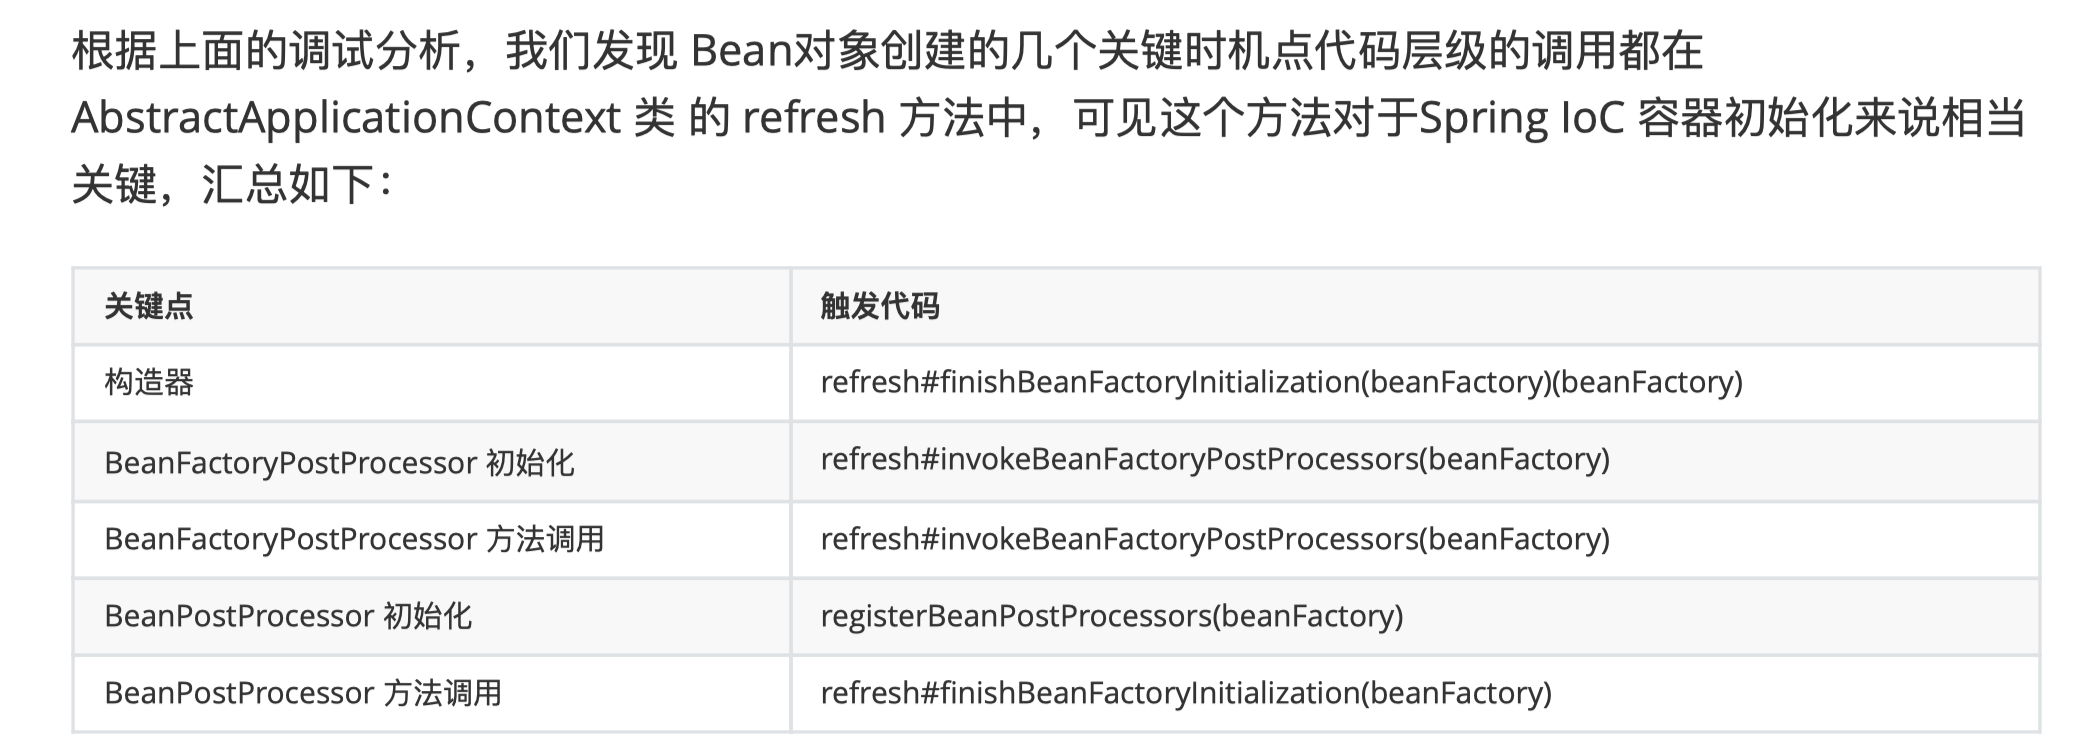 根据上面的调试分析，我们发现 Bean对象创建的几个关键时机点代码层级的调用都在
AbstractApplicationContext 类 的 refresh 方法中，可见这个方法对于Spring IoC 容器初始化来说相当
关键，汇总如下：
关键点 触发代码
构造器 refresh#finishBeanFactoryInitialization(beanFactory)(beanFactory)
BeanFactoryPostProcessor 初始化 refresh#invokeBeanFactoryPostProcessors(beanFactory)
BeanFactoryPostProcessor 方法调用 refresh#invokeBeanFactoryPostProcessors(beanFactory)
BeanPostProcessor 初始化 registerBeanPostProcessors(beanFactory)
BeanPostProcessor 方法调用 refresh#finishBeanFactoryInitialization(beanFactory)